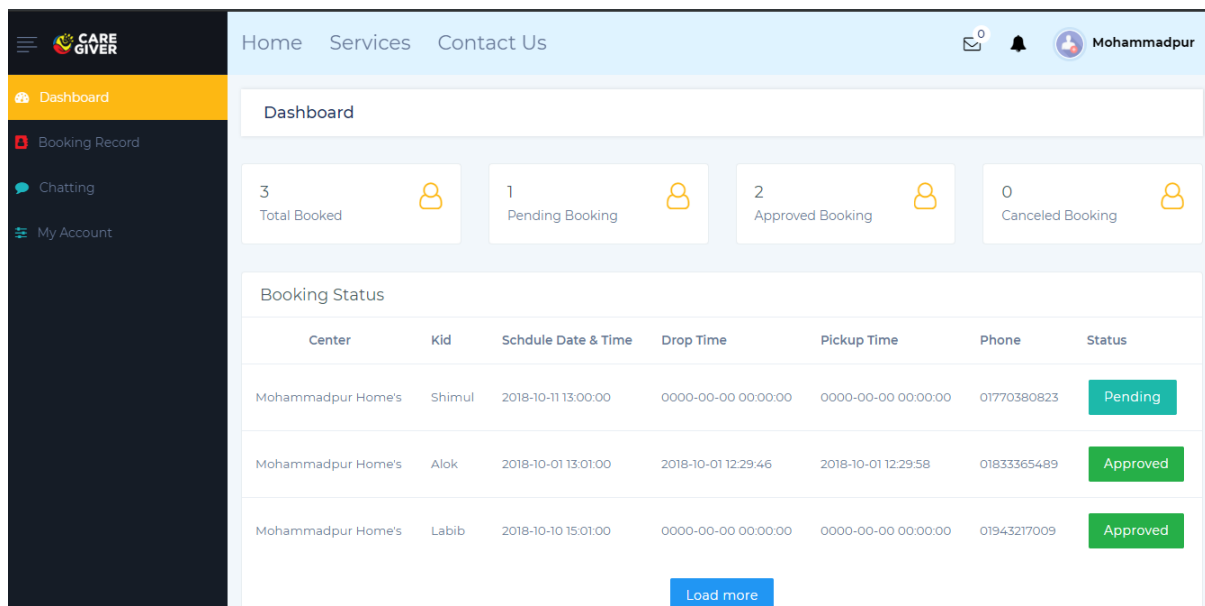 CARE
GIVER
Home Services Contact Us
0
Mohammadpur
Dashboard
Booking Record
Chatting
My Account
Dashboard
3
Total Booked
1
Pending Booking
2
Approved Booking
0
Canceled Booking
Booking Status
Center Kid Schdule Date & Time Drop Time Pickup Time Phone Status
Mohammadpur Home's Shimul 2018-10-11 13:00:00 0000-00-00 00:00:00 0000-00-00 00:00:00 01770380823 Pending
Mohammadpur Home's Alok 2018-10-01 13:01:00 2018-10-01 12:29:46 2018-10-01 12:29:58 01833365489 Approved
Mohammadpur Home's Labib 2018-10-10 15:01:00 0000-00-00 00:00:00 0000-00-00 00:00:00 01943217009 Approved
Load more